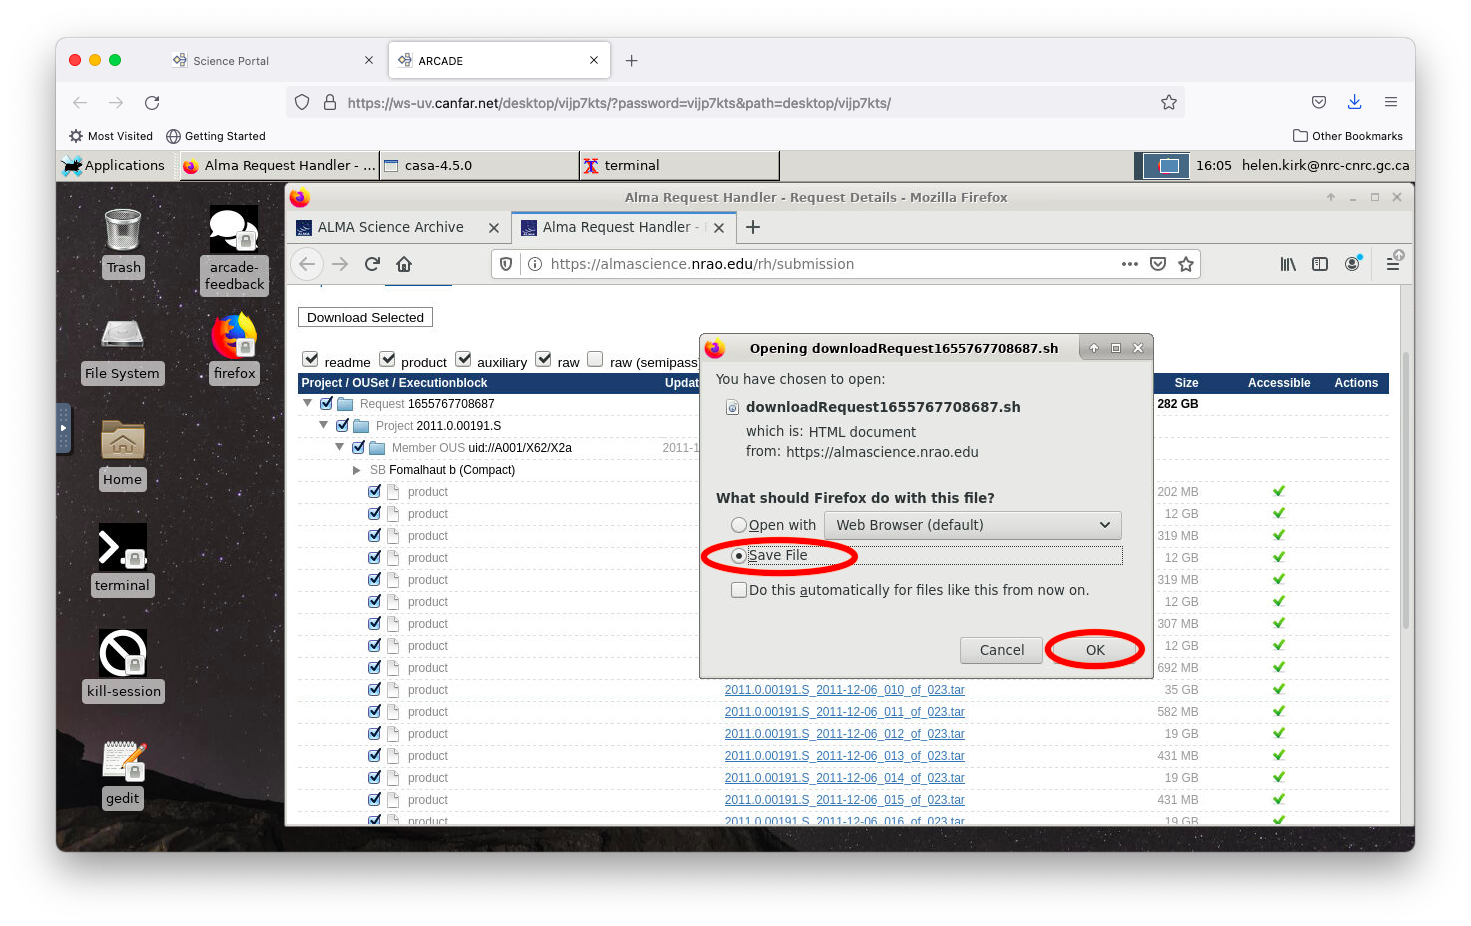 Science Portal
ARCADE
https://ws-uv.canfar.net/desktop/vijp7kts/?password=vijp7kts&path=desktop/vijp7kts/
Most Visited
Getting Started
Other Bookmarks
Applications
Alma Request Handler - ...
casa-4.5.0
terminal
16:05
helen.kirk@nrc-cnrc.gc.ca
Trash
arcade-
feedback
File System
firefox
Home
terminal
kill-session
gedit
Alma Request Handler - Request Details - Mozilla Firefox
ALMA Science Archive
Alma Request Handler -
https://almascience.nrao.edu/rh/submission
Download Selected
readme product auxiliary raw raw (semipass
Project / OUSet / Executionblock Updat Size Accessible Actions
Request 1655767708687 282 GB
Project 2011.0.00191.S
Member OUS uid://A001/X62/X2a 2011-1
SB Fomalhaut b (Compact)
product 202 MB
product 12 GB
product 319 MB
product 12 GB
product 319 MB
product 12 GB
product 307 MB
product 12 GB
product 692 MB
product 2011.0.00191.S_2011-12-06_010_of_023.tar 35 GB
product 2011.0.00191.S_2011-12-06_011_of_023.tar 582 MB
product 2011.0.00191.S_2011-12-06_012_of_023.tar 19 GB
product 2011.0.00191.S_2011-12-06_013_of_023.tar 431 MB
product 2011.0.00191.S_2011-12-06_014_of_023.tar 19 GB
product 2011.0.00191.S_2011-12-06_015_of_023.tar 431 MB
product 2011.0.00191.S_2011-12-06_016_of_023.tar 19 GB
Opening downloadRequest1655767708687.sh
You have chosen to open:
downloadRequest1655767708687.sh
which is: HTML document
from: https://almascience.nrao.edu
What should Firefox do with this file?
Open with Web Browser (default)
Save File
Do this automatically for files like this from now on.
Cancel
OK